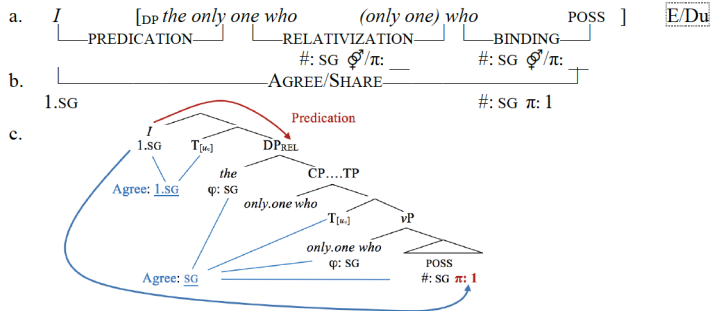 a. I [DP the only one who (only one) who POSS ] E/Du
PREDICATION RELATIVIZATION BINDING
#: SG ⚤/π: __ #: SG ⚤/π: __
b. AGREE/SHARE
1.SG #: SG π: 1
c.
Predication
I
1.SG T[uφ] DPREL
the CP….TP
Agree: 1.SG φ: SG
only.one who
T[uφ] vP
only.one who
φ: SG POSS
Agree: SG #: SG π: 1